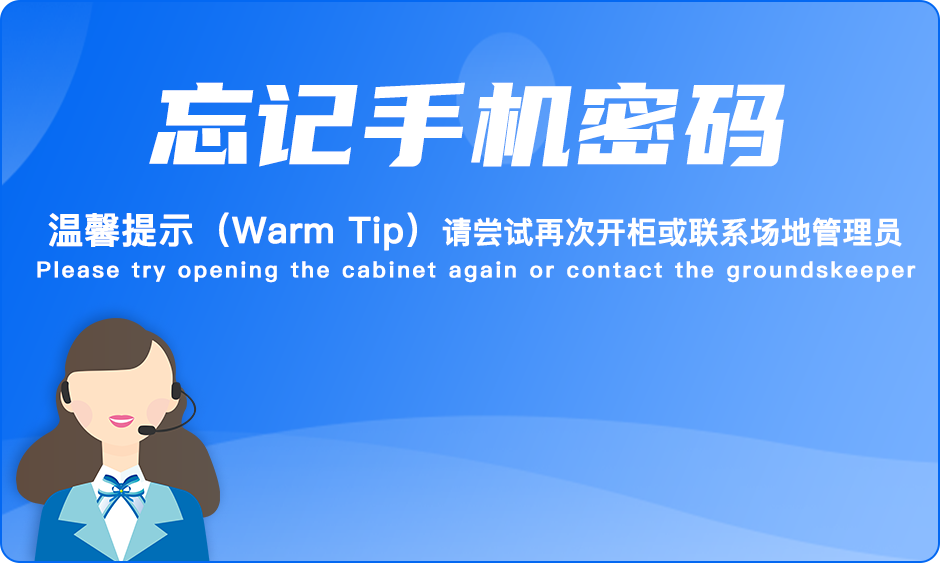 忘记手机密码
温馨提示（Warm Tip）请尝试再次开柜或联系场地管理员
Please try opening the cabinet again or contact the groundskeeper